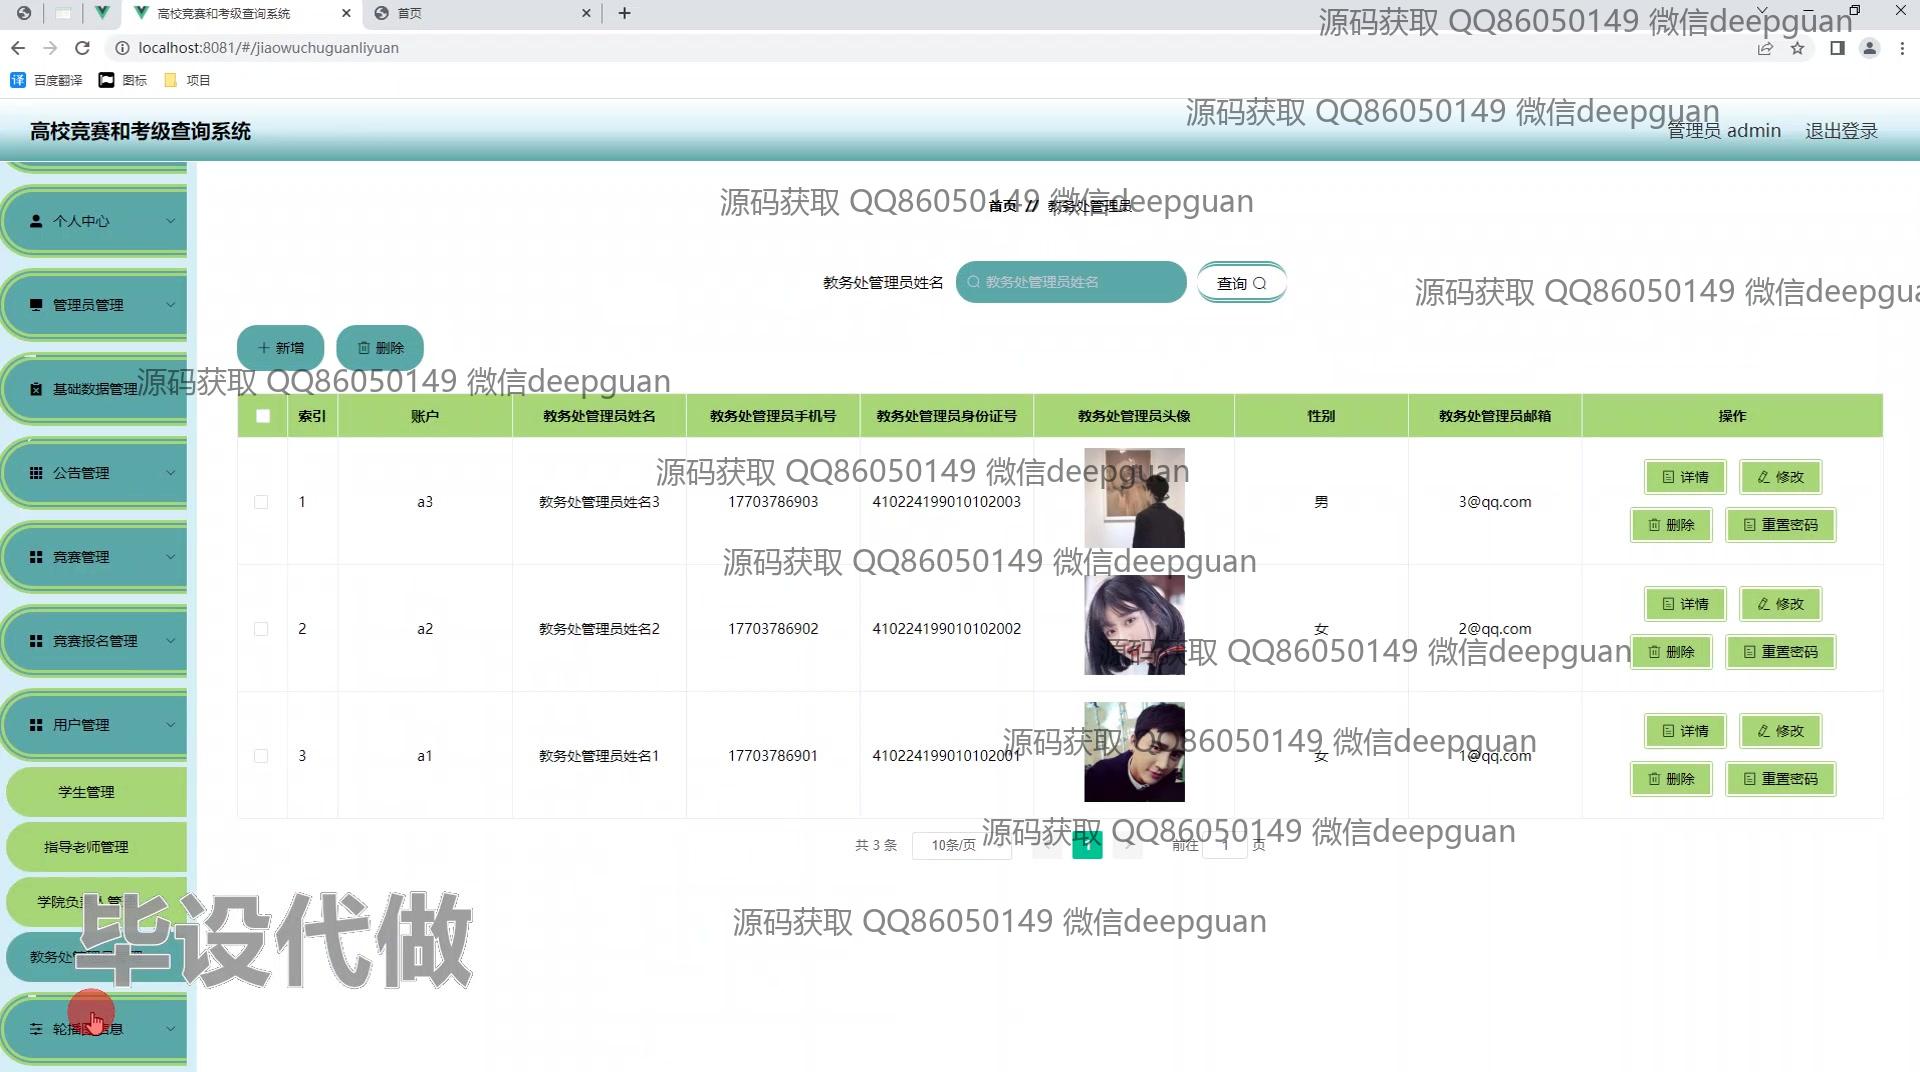 高校竞赛和考级查询系统
首页
源码获取 QQ86050149 微信deepguan
localhost:8081/#/jiaowuchuguanliyuan
百度翻译
图标
项目
源码获取 QQ86050149 微信deepguan
高校竞赛和考级查询系统
管理员 admin
退出登录
个人中心
管理员管理
基础数据管理
公告管理
竞赛管理
竞赛报名管理
用户管理
学生管理
指导老师管理
轮播图信息
毕设代做
源码获取 QQ86050149 微信deepguan
首页 // 教务处管理员
教务处管理员姓名
教务处管理员姓名
查询
源码获取 QQ86050149 微信deepgua
新增
删除
源码获取 QQ86050149 微信deepguan
索引 账户 教务处管理员姓名 教务处管理员手机号 教务处管理员身份证号 教务处管理员头像 性别 教务处管理员邮箱 操作
源码获取 QQ86050149 微信deepguan
1 a3 教务处管理员姓名3 17703786903 410224199010102003 男 3@qq.com
详情 修改
删除 重置密码
源码获取 QQ86050149 微信deepguan
2 a2 教务处管理员姓名2 17703786902 410224199010102002 女 2@qq.com
详情 修改
删除 重置密码
源码获取 QQ86050149 微信deepguan
源码获取 QQ86050149 微信deepguan
3 a1 教务处管理员姓名1 17703786901 410224199010102001 女 1@qq.com
详情 修改
删除 重置密码
源码获取 QQ86050149 微信deepguan
共 3 条 10条/页 1 前往 1 页
源码获取 QQ86050149 微信deepguan